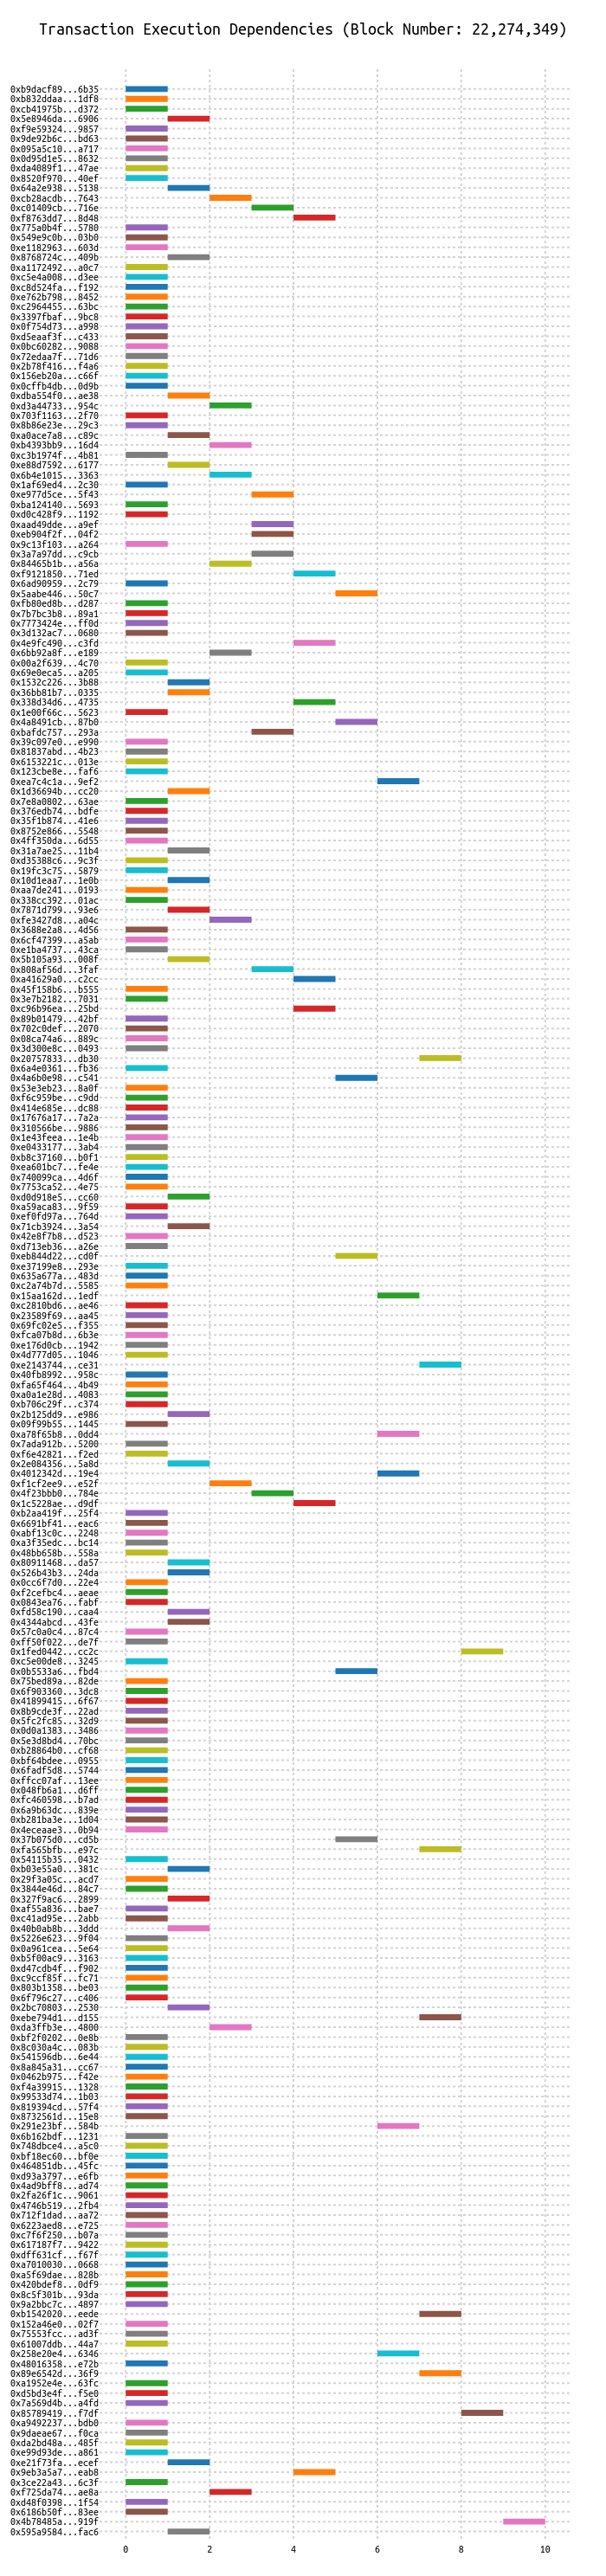 Transaction Execution Dependencies (Block Number: 22,274,349)
0xb9dacf89...6b35
0xb832ddaa...1df8
0xcb41975b...d372
0x5e8946da...6906
0xf9e59324...9857
0x9de92b6c...bd63
0x095a5c10...a717
0x0d95d1e5...8632
0xda4089f1...47ae
0x8520f970...40ef
0x64a2e938...5138
0xcb28acdb...7643
0xc01409cb...716e
0xf8763dd7...8d48
0x775a0b4f...5780
0x549e9c0b...03b0
0xe1182963...603d
0x8768724c...409b
0xa1172492...a0c7
0xc5e4a008...d3ee
0xc8d524fa...f192
0xe762b798...8452
0xc2964455...63bc
0x3397fbaf...9bc8
0x0f754d73...a998
0xd5eaaf3f...c433
0x0bc60282...9088
0x72edaa7f...71d6
0x2b78f416...f4a6
0x156eb20a...c66f
0x0cffb4db...0d9b
0xdba554f0...ae38
0xd3a44733...954c
0x703f1163...2f70
0x8b86e23e...29c3
0xa0ace7a8...c89c
0xb4393bb9...16d4
0xc3b1974f...4b81
0xe88d7592...6177
0x6b4e1015...3363
0x1af69ed4...2c30
0xe977d5ce...5f43
0xba124140...5693
0xd0c428f9...1192
0xaad49dde...a9ef
0xeb904f2f...04f2
0x9c13f103...a264
0x3a7a97dd...c9cb
0x84465b1b...a56a
0xf9121850...71ed
0x6ad90959...2c79
0x5aabe446...50c7
0xfb80ed8b...d287
0x7b7bc3b8...89a1
0x7773424e...ff0d
0x3d132ac7...0680
0x4e9fc490...c3fd
0x6bb92a8f...e189
0x00a2f639...4c70
0x69e0eca5...a205
0x1532c226...3b88
0x36bb81b7...0335
0x338d34d6...4735
0x1e00f66c...5623
0x4a8491cb...87b0
0xbafdc757...293a
0x39c097e0...e990
0x81837abd...4b23
0x6153221c...013e
0x123cbe8e...faf6
0xea7c4c1a...9ef2
0x1d36694b...cc20
0x7e8a0802...63ae
0x376edb74...bdfe
0x35f1b874...41e6
0x8752e866...5548
0x4ff350da...6d55
0x31a7ae25...11b4
0xd35388c6...9c3f
0x19fc3c75...5879
0x10d1eaa7...1e0b
0xaa7de241...0193
0x338cc392...01ac
0x7871d799...93e6
0xfe3427d8...a04c
0x3688e2a8...4d56
0x6cf47399...a5ab
0xe1ba4737...43ca
0x5b105a93...008f
0x808af56d...3faf
0xa41629a0...c2cc
0x45f158b6...b555
0x3e7b2182...7031
0xc96b96ea...25bd
0x89b01479...42bf
0x702c0def...2070
0x08ca74a6...889c
0x3d300e8c...0493
0x20757833...db30
0x6a4e0361...fb36
0x4a6b0e98...c541
0x53e3eb23...8a0f
0xf6c959be...c9dd
0x414e685e...dc88
0x17676a17...7a2a
0x310566be...9886
0x1e43feea...1e4b
0xe0433177...3ab4
0xb8c37160...b0f1
0xea601bc7...fe4e
0x740099ca...4d6f
0x7753ca52...4e75
0xd0d918e5...cc60
0xa59aca83...9f59
0xef0fd97a...764d
0x71cb3924...3a54
0x42e8f7b8...d523
0xd713eb36...a26e
0xeb844d22...cd0f
0xe37199e8...293e
0x635a677a...483d
0xc2a74b7d...5585
0x15aa162d...1edf
0xc2810bd6...ae46
0x23589f69...aa45
0x69fc02e5...f355
0xfca07b8d...6b3e
0xe176d0cb...1942
0x4d777d05...1046
0xe2143744...ce31
0x40fb8992...958c
0xfa65f464...4b49
0xa0a1e28d...4083
0xb706c29f...c374
0x2b125dd9...e986
0x09f99b55...1445
0xa78f65b8...0dd4
0x7ada912b...5200
0xf6e42821...f2ed
0x2e084356...5a8d
0x4012342d...19e4
0xf1cf2ee9...e52f
0x4f23bbb0...784e
0x1c5228ae...d9df
0xb2aa419f...25f4
0x6691bf41...eac6
0xabf13c0c...2248
0xa3f35edc...bc14
0x48bb658b...558a
0x80911468...da57
0x526b43b3...24da
0x0cc6f7d0...22e4
0xf2cefbc4...aeae
0x0843ea76...fabf
0xfd58c190...caa4
0x4344abcd...43fe
0x57c0a0c4...87c4
0xff50f022...de7f
0x1fed0442...cc2c
0xc5e00de8...3245
0x0b5533a6...fbd4
0x75bed89a...82de
0x6f903360...3dc8
0x41899415...6f67
0x8b9cde3f...22ad
0x5fc2fc85...32d9
0x0d0a1383...3486
0x5e3d8bd4...70bc
0xb28864b0...cf68
0xbf64bdee...0955
0x6fadf5d8...5744
0xffcc07af...13ee
0x048fb6a1...d6ff
0xfc460598...b7ad
0x6a9b63dc...839e
0xb281ba3e...1d04
0x4eceaae3...0b94
0x37b075d0...cd5b
0xfa565bfb...e97c
0x54115b35...0432
0xb03e55a0...381c
0x29f3a05c...acd7
0x3844e46d...84c7
0x327f9ac6...2899
0xaf55a836...bae7
0xc41ad95e...2abb
0x40b0ab8b...3ddd
0x5226e623...9f04
0x0a961cea...5e64
0xb5f00ac9...3163
0xd47cdb4f...f902
0xc9ccf85f...fc71
0x803b1358...be03
0x6f796c27...c406
0x2bc70803...2530
0xebe794d1...d155
0xda3ffb3e...4800
0xbf2f0202...0e8b
0x8c030a4c...083b
0x541596db...6e44
0x8a845a31...cc67
0x0462b975...f42e
0xf4a39915...1328
0x99533d74...1b03
0x819394cd...57f4
0x8732561d...15e8
0x291e23bf...584b
0x6b162bdf...1231
0x748dbce4...a5c0
0xbf18ec60...bf0e
0x464851db...45fc
0xd93a3797...e6fb
0x4ad9bff8...ad74
0x2fa26f1c...9061
0x4746b519...2fb4
0x712f1dad...aa72
0x6223aed8...e725
0xc7f6f250...b07a
0x617187f7...9422
0xdff631cf...f67f
0xa7010030...0668
0xa5f69dae...828b
0x420bdef8...0df9
0x8c5f301b...93da
0x9a2bbc7c...4897
0xb1542020...eede
0x152a46e0...02f7
0x75553fcc...ad3f
0x61007ddb...44a7
0x258e20e4...6346
0x48016358...e72b
0x89e6542d...36f9
0xa1952e4e...63fc
0xd5bd3e4f...f5e0
0x7a569d4b...a4fd
0x85789419...f7df
0xa9492237...bdb0
0x9daeae67...f0ca
0xda2bd48a...485f
0xe99d93de...a861
0xe21f73fa...ecef
0x9eb3a5a7...eab8
0x3ce22a43...6c3f
0xf725da74...ae8a
0xd48f0398...1f54
0x6186b50f...83ee
0x4b78485a...919f
0x595a9584...fac6
0 2 4 6 8 10